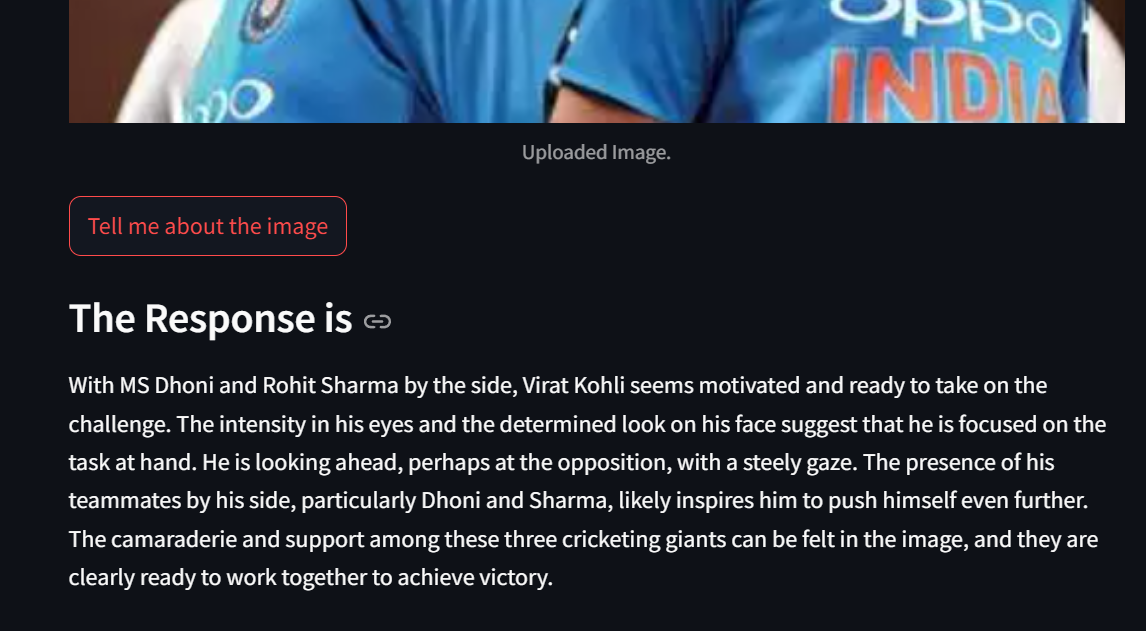 oppo
INDIA
ppo
Uploaded Image.
Tell me about the image
The Response is
With MS Dhoni and Rohit Sharma by the side, Virat Kohli seems motivated and ready to take on the
challenge. The intensity in his eyes and the determined look on his face suggest that he is focused on the
task at hand. He is looking ahead, perhaps at the opposition, with a steely gaze. The presence of his
teammates by his side, particularly Dhoni and Sharma, likely inspires him to push himself even further.
The camaraderie and support among these three cricketing giants can be felt in the image, and they are
clearly ready to work together to achieve victory.